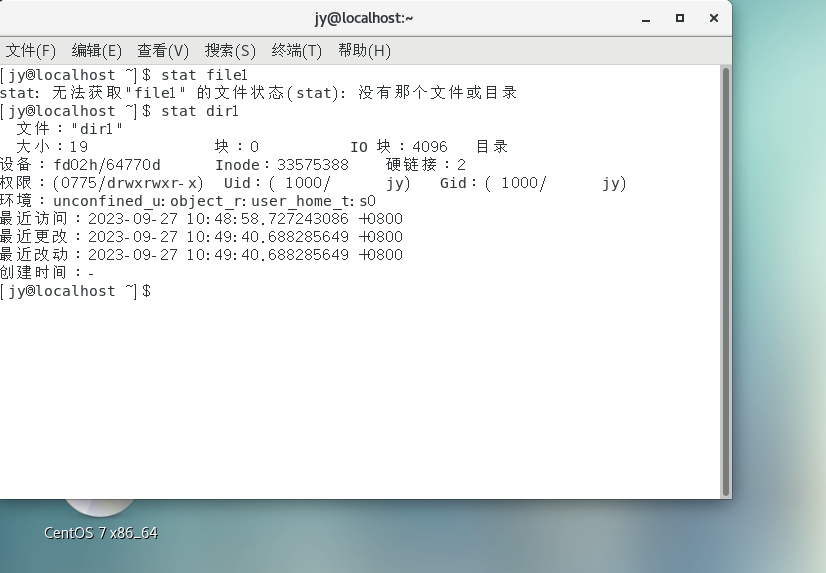 jy@localhost:~
文件(F) 编辑(E) 查看(V) 搜索(S) 终端(T) 帮助(H)
[jy@localhost ~]$ stat file1
stat: 无法获取"file1" 的文件状态(stat): 没有那个文件或目录
[jy@localhost ~]$ stat dir1
  文件："dir1"
  大小：19              块：0          IO 块：4096   目录
设备：fd02h/64770d      Inode：33575388    硬链接：2
权限：(0775/drwxrwxr-x)  Uid：( 1000/      jy)   Gid：( 1000/      jy)
环境：unconfined_u:object_r:user_home_t:s0
最近访问：2023-09-27 10:48:58.727243086 +0800
最近更改：2023-09-27 10:49:40.688285649 +0800
最近改动：2023-09-27 10:49:40.688285649 +0800
创建时间：-
[jy@localhost ~]$
CentOS 7 x86_64